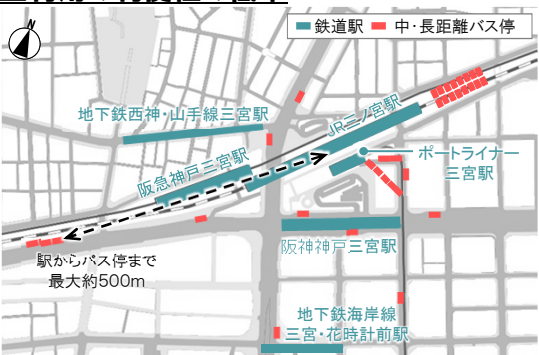 N
鉄道駅 中・長距離バス停
地下鉄西神・山手線三宮駅
JR三ノ宮駅
阪急神戸三宮駅
ポートライナー
三宮駅
阪神神戸三宮駅
駅からバス停まで
最大約500m
地下鉄海岸線
三宮・花時計前駅